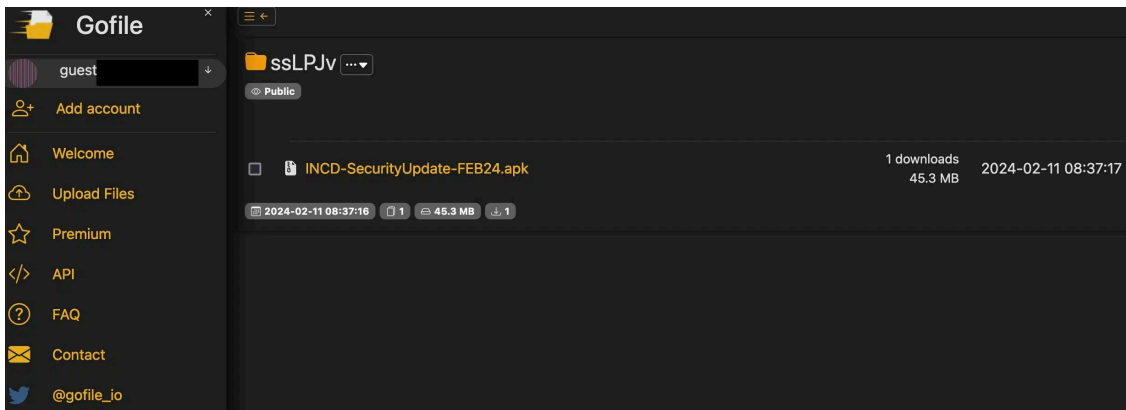 Gofile
×
guest
Add account
Welcome
Upload Files
Premium
API
FAQ
Contact
@gofile_io
ssLPJv
Public
INCD-SecurityUpdate-FEB24.apk
1 downloads
45.3 MB
2024-02-11 08:37:17
2024-02-11 08:37:16 1 45.3 MB 1